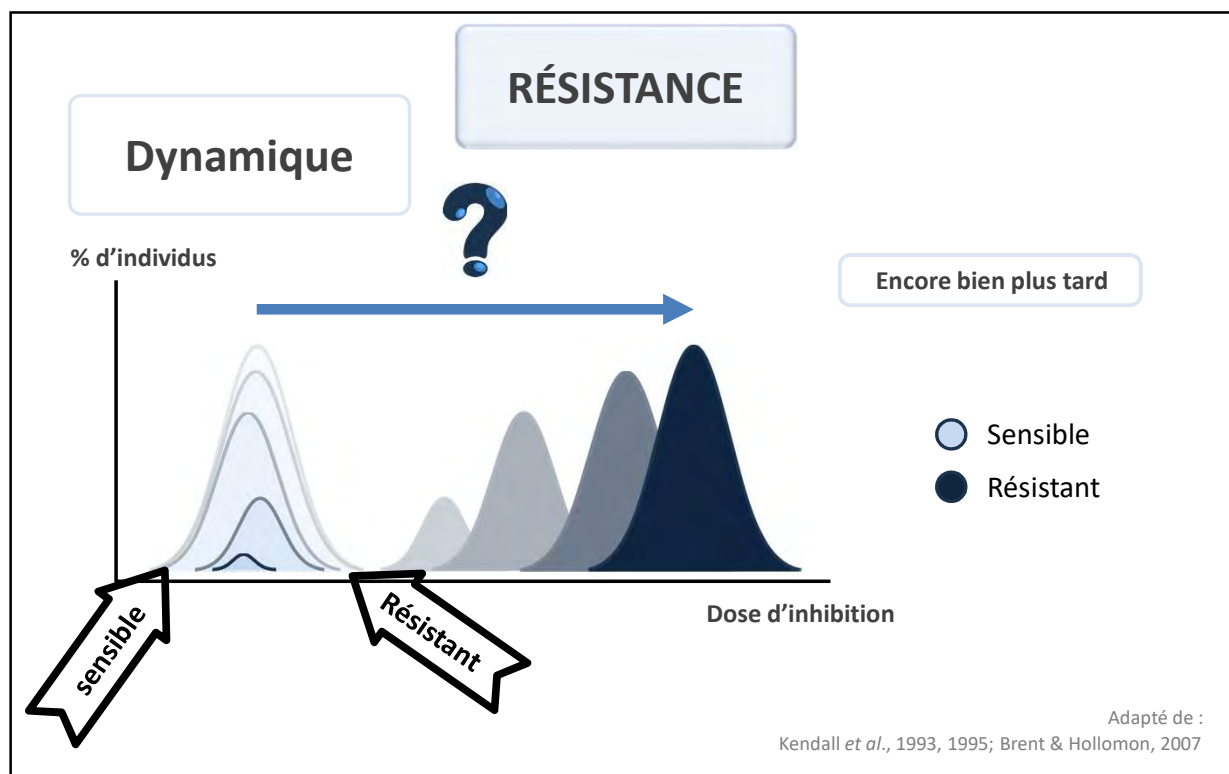 RÉSISTANCE
Dynamique
?
% d’individus
Encore bien plus tard
Sensible
Résistant
sensible
Résistant
Dose d’inhibition
Adapté de :
Kendall et al., 1993, 1995; Brent & Hollomon, 2007